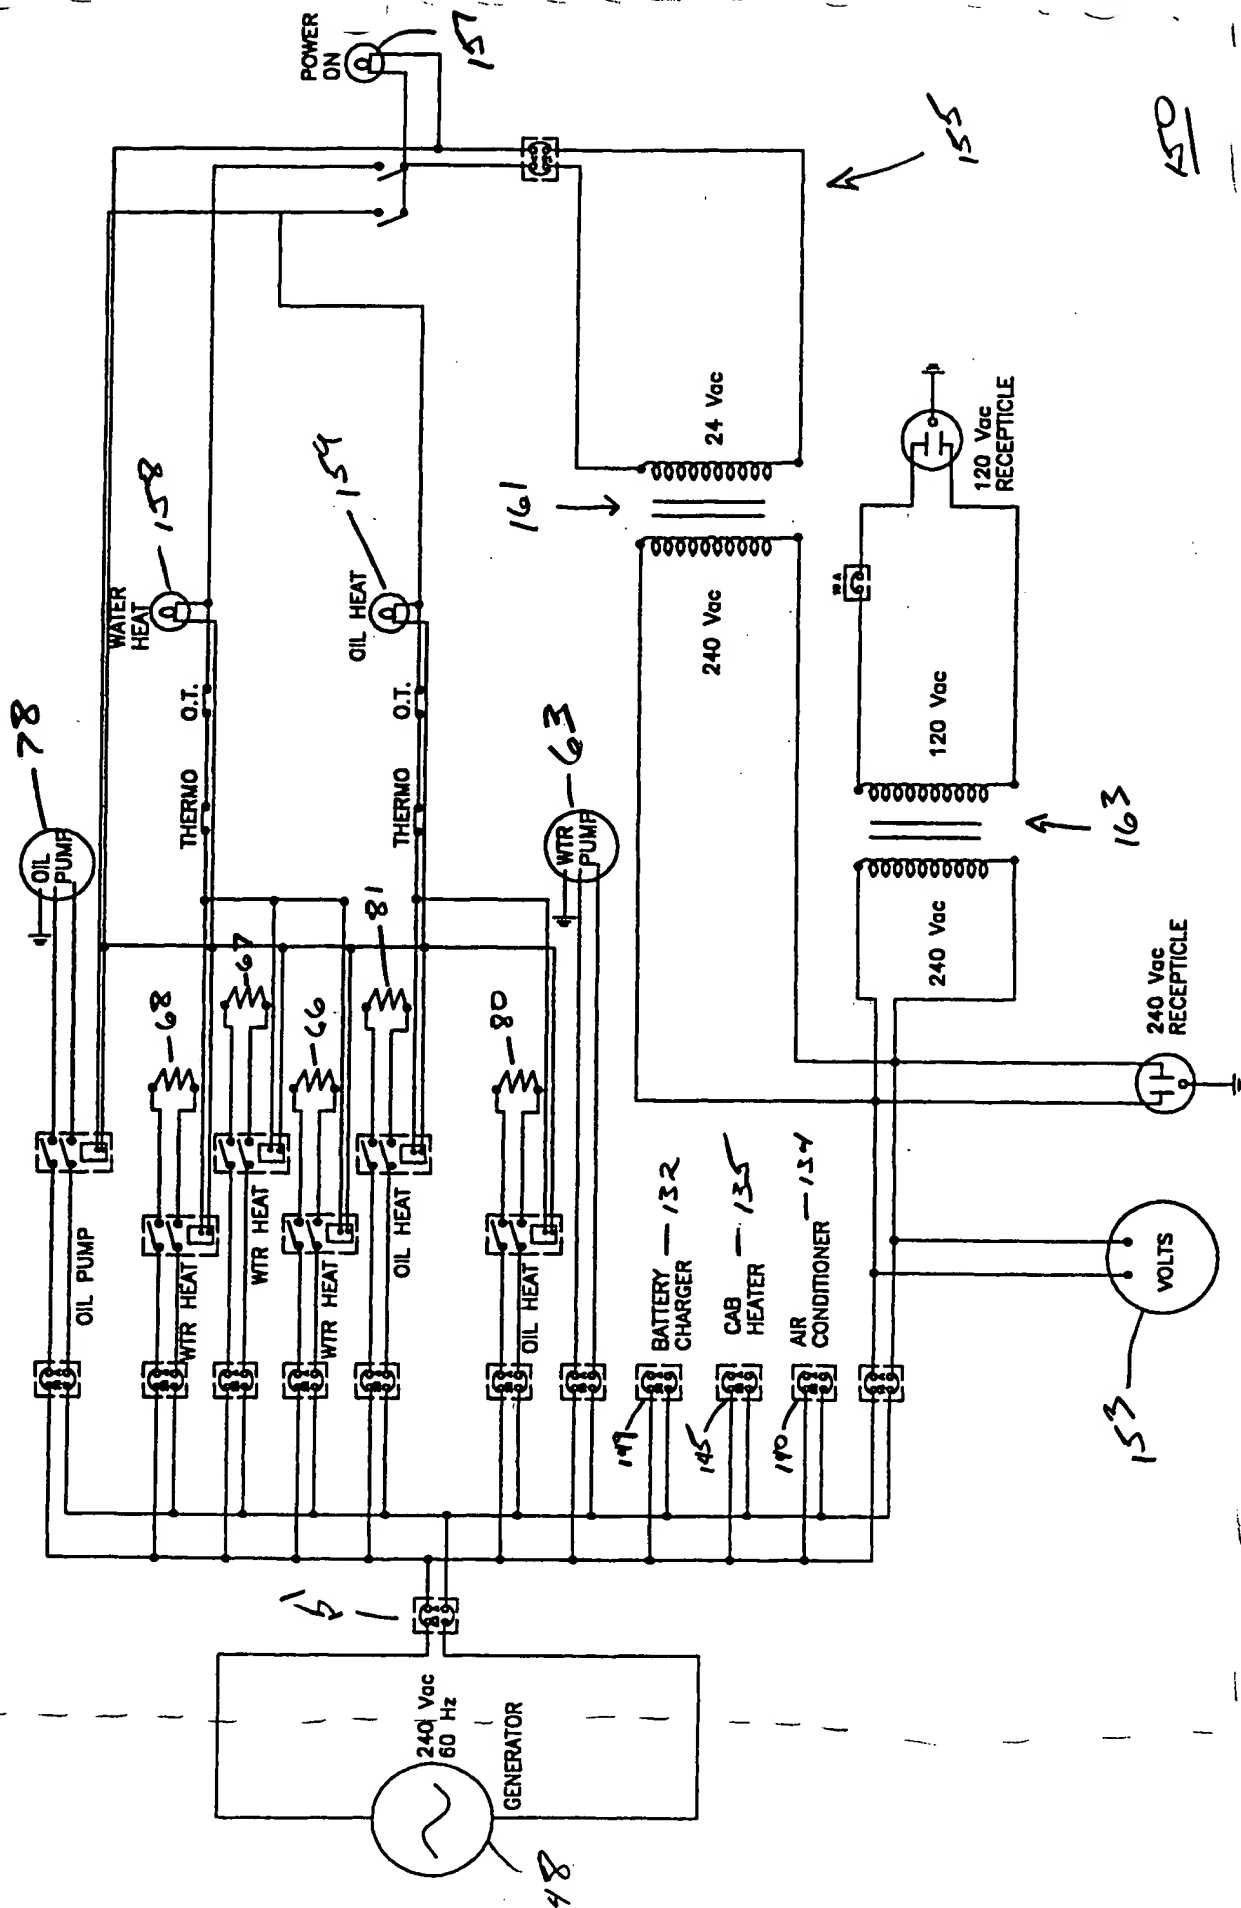 POWER
ON
157
155
150
WATER
HEAT
158
OIL HEAT
159
161
24 Vac
240 Vac
120 Vac
RECEPTICLE
120 Vac
240 Vac
163
240 Vac
RECEPTICLE
78
OIL
PUMP
O.T.
THERMO
O.T.
THERMO
WTR
PUMP
63
68
67
66
81
80
OIL PUMP
WTR HEAT
WTR HEAT
WTR HEAT
OIL HEAT
OIL HEAT
BATTERY
CHARGER
132
CAB
HEATER
135
AIR
CONDITIONER
134
149
145
140
VOLTS
153
240 Vac
60 Hz
GENERATOR
48